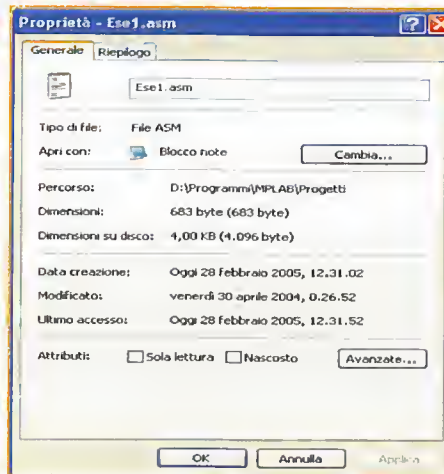 Proprietà - Ese1.asm
Generale Riepilogo
Ese1.asm
Tipo di file: File ASM
Apri con: Blocco note Cambia...
Percorso: D:\Programmi\MPLAB\Progetti
Dimensioni: 683 byte (683 byte)
Dimensioni su disco: 4,00 KB (4.096 byte)
Data creazione: Oggi 28 febbraio 2005, 12.31.02
Modificato: venerdì 30 aprile 2004, 0.26.52
Ultimo accesso: Oggi 28 febbraio 2005, 12.31.52
Attributi: Sola lettura Nascosto Avanzate...
OK Annulla Applica